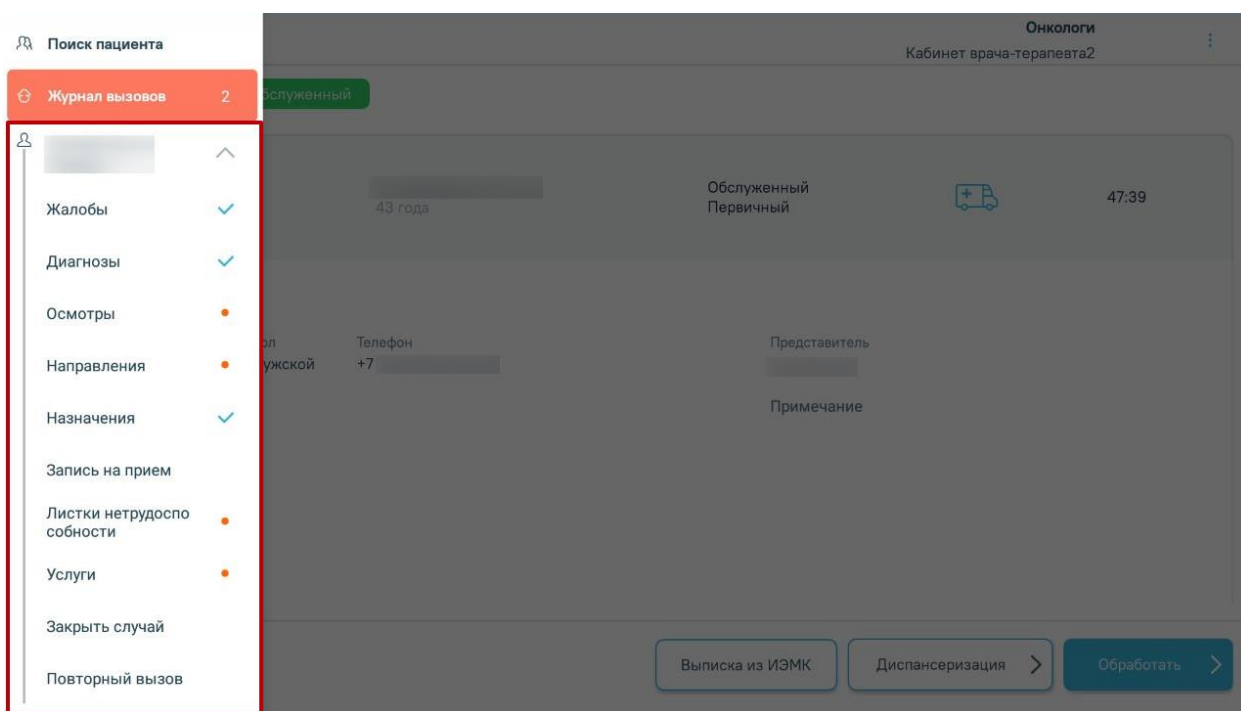 Поиск пациента
Журнал вызовов 2
Жалобы
Диагнозы
Осмотры
Направления
Назначения
Запись на прием
Листки нетрудоспо
собности
Услуги
Закрыть случай
Повторный вызов
Онкологи
Кабинет врача-терапевта2
бслуженный
43 года
Обслуженный
Первичный
47:39
ол
ужской
Телефон
+7
Представитель
Примечание
Выписка из ИЭМК
Диспансеризация
Обработать